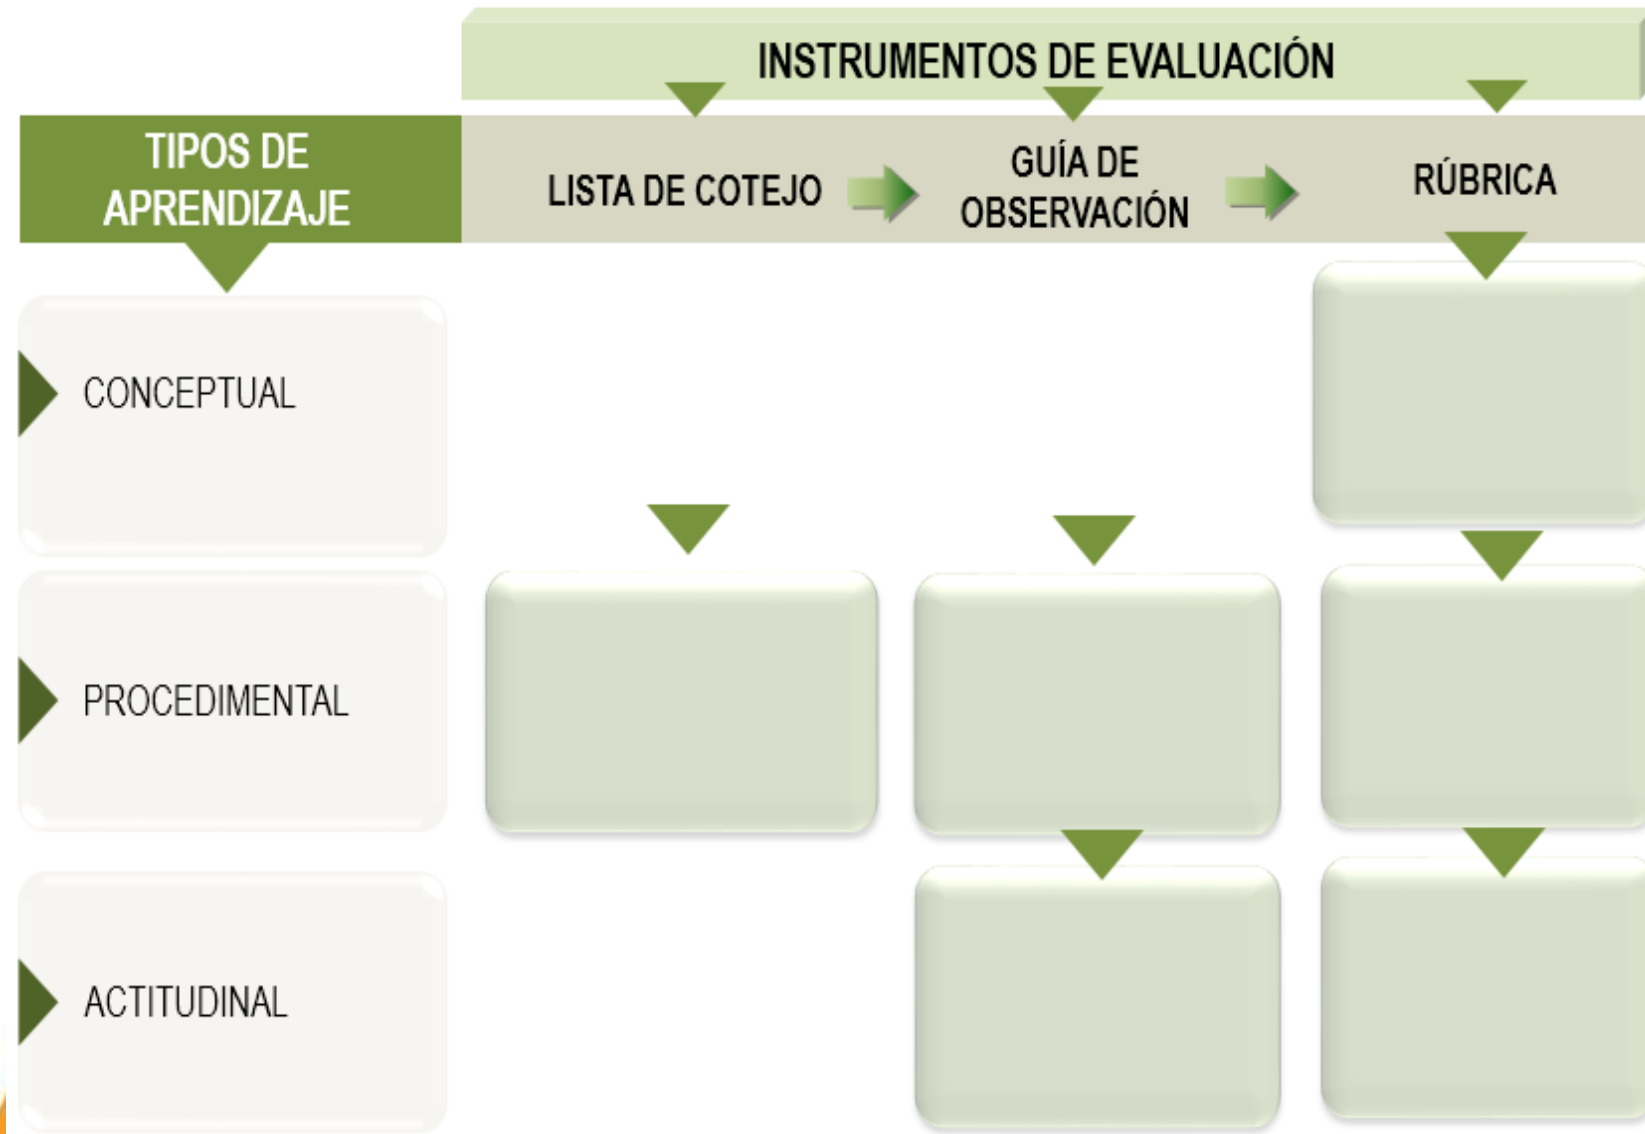 INSTRUMENTOS DE EVALUACIÓN
TIPOS DE
APRENDIZAJE
LISTA DE COTEJO
GUÍA DE
OBSERVACIÓN
RÚBRICA
CONCEPTUAL
PROCEDIMENTAL
ACTITUDINAL